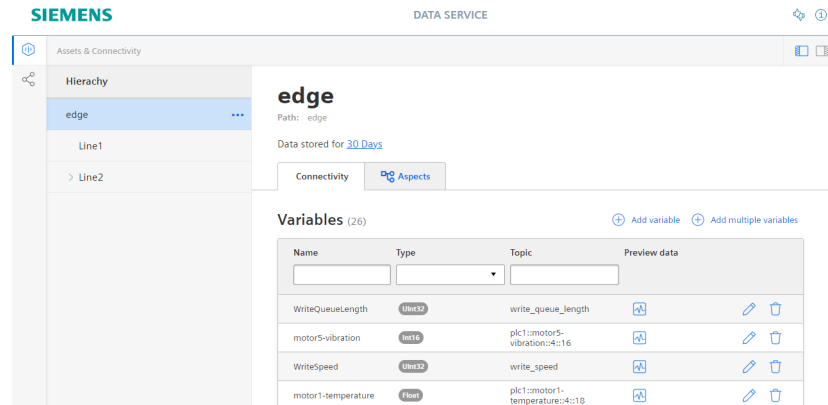 SIEMENS
DATA SERVICE
Assets & Connectivity
Hierachy
edge
Line1
Line2
edge
Path: edge
Data stored for 30 Days
Connectivity
Aspects
Variables (26)
Add variable
Add multiple variables
Name Type Topic Preview data
WriteQueueLength UInt32 write_queue_length
motor5-vibration Int16 plc1::motor5-
vibration::4::16
WriteSpeed UInt32 write_speed
motor1-temperature Float plc1::motor1-
temperature::4::18